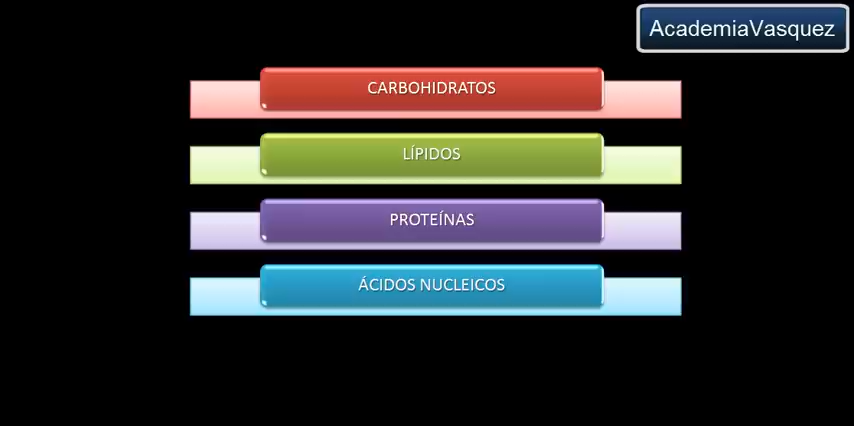 AcademiaVasquez
CARBOHIDRATOS
LÍPIDOS
PROTEÍNAS
ÁCIDOS NUCLEICOS